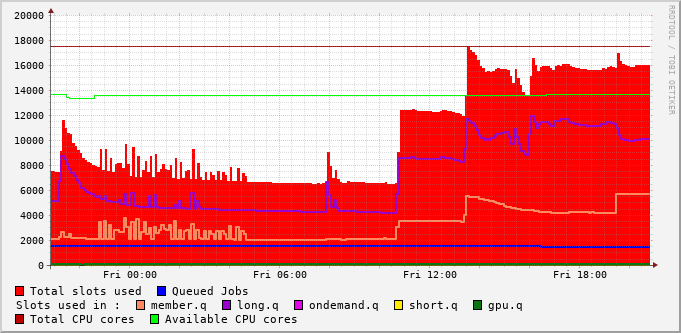 20000
18000
16000
14000
12000
10000
8000
6000
4000
2000
0
Fri 00:00 Fri 06:00 Fri 12:00 Fri 18:00
Total slots used Queued Jobs
Slots used in : member.q long.q ondemand.q short.q gpu.q
Total CPU cores Available CPU cores
RRDTOOL / TOBI OETIKER